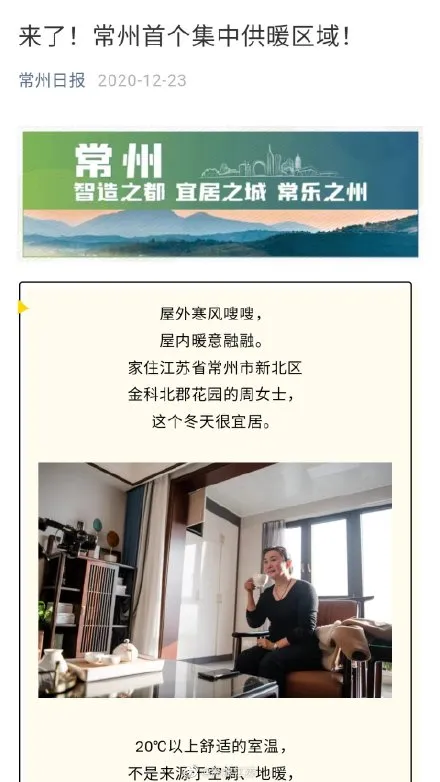 来了！常州首个集中供暖区域！
常州日报 2020-12-23
常州
智造之都 宜居之城 常乐之州
屋外寒风嗖嗖，
屋内暖意融融。
家住江苏省常州市新北区
金科北郡花园的周女士，
这个冬天很宜居。
20℃以上舒适的室温，
不是来源于空调、地暖，